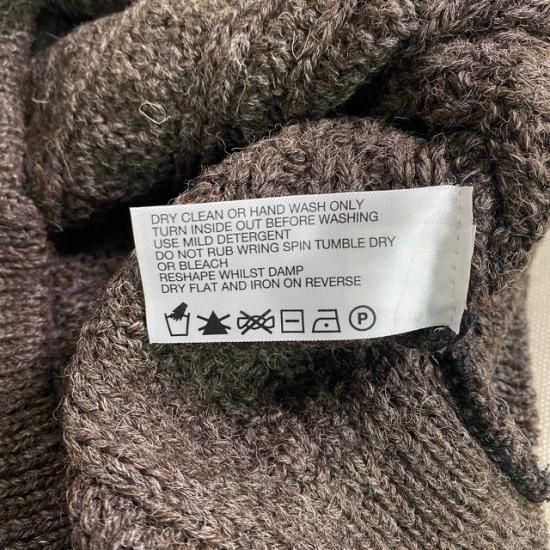 DRY CLEAN OR HAND WASH ONLY
TURN INSIDE OUT BEFORE WASHING
USE MILD DETERGENT
DO NOT RUB WRING SPIN TUMBLE DRY
OR BLEACH
RESHAPE WHILST DAMP
DRY FLAT AND IRON ON REVERSE
P